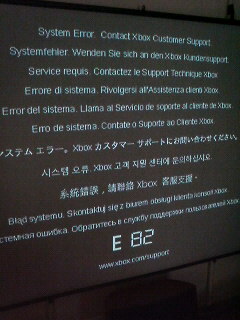 System Error. Contact Xbox Customer Support.
Systemfehler. Wenden Sie sich an den Xbox Kundensupport.
Service requis. Contactez le Support Technique Xbox.
Errore di sistema. Rivolgersi all'Assistenza clienti Xbox.
Error del sistema. Llama al Servicio de soporte al cliente de Xbox.
Erro de sistema. Contate o Suporte ao Cliente Xbox.
システム エラー。 Xbox カスタマー サポートにお問い合わせください。
시스템 오류. Xbox 고객 지원 센터에 문의하십시오.
系統錯誤，請聯絡 Xbox 客服支援。
Błąd systemu. Skontaktuj się z biurem obsługi klienta konsoli Xbox.
стемная ошибка. Обратитесь в службу поддержки пользователей Xbox.
E 82
www.xbox.com/support